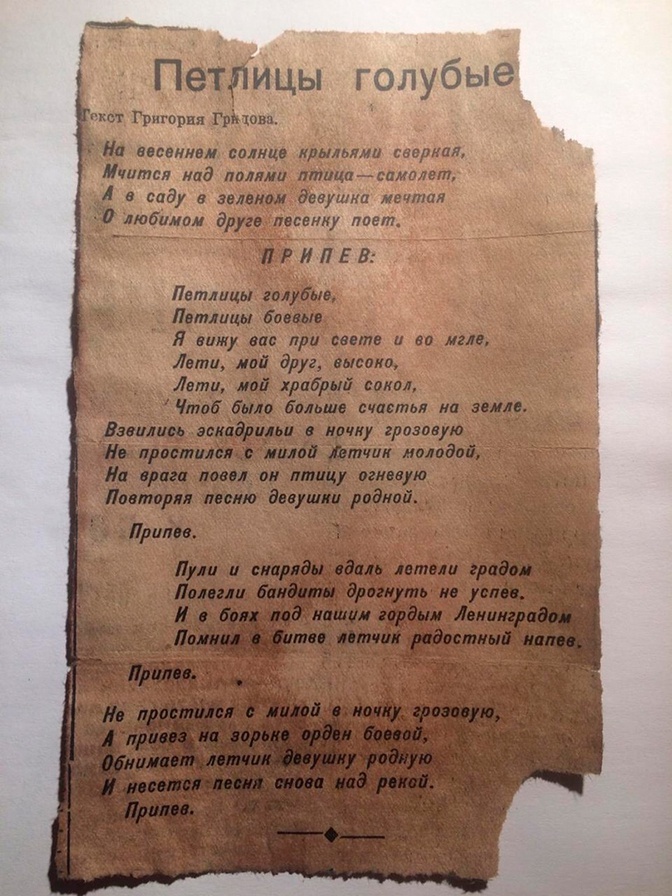 Петлицы голубые
Текст Григория Градова.
На весеннем солнце крыльями сверкая,
Мчится над полями птица—самолет,
А в саду в зеленом девушка мечтая
О любимом друге песенку поет.
ПРИПЕВ:
Петлицы голубые,
Петлицы боевые
Я вижу вас при свете и во мгле,
Лети, мой друг, высоко,
Лети, мой храбрый сокол,
Чтоб было больше счастья на земле.
Взвились эскадрильи в ночку грозовую
Не простился с милой летчик молодой,
На врага повел он птицу огневую
Повторяя песню девушки родной.
Припев.
Пули и снаряды вдаль летели градом
Полегли бандиты дрогнуть не успев.
И в боях под нашим гордым Ленинградом
Помнил в битве летчик радостный напев.
Припев.
Не простился с милой в ночку грозовую,
А привез на зорьке орден боевой,
Обнимает летчик девушку родную
И несется песня снова над рекой.
Припев.